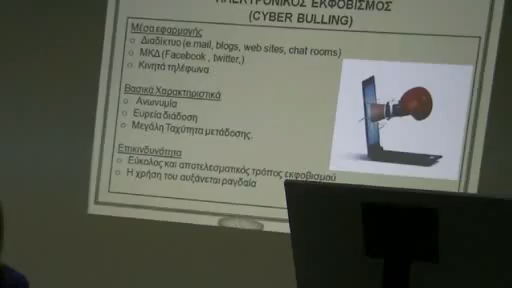 ΗΛΕΚΤΡΟΝΙΚΟΣ ΕΚΦΟΒΙΣΜΟΣ
(CYBER BULLING)
Μέσα εφαρμογής
Διαδίκτυο (e.mail, blogs, web sites, chat rooms)
ΜΚΔ (Facebook , twitter,)
Κινητά τηλέφωνα
Βασικά Χαρακτηριστικά
Ανωνυμία
Ευρεία διάδοση
Μεγάλη Ταχύτητα μετάδοσης.
Επικινδυνότητα
Εύκολος και αποτελεσματικός τρόπος εκφοβισμού
Η χρήση του αυξάνεται ραγδαία